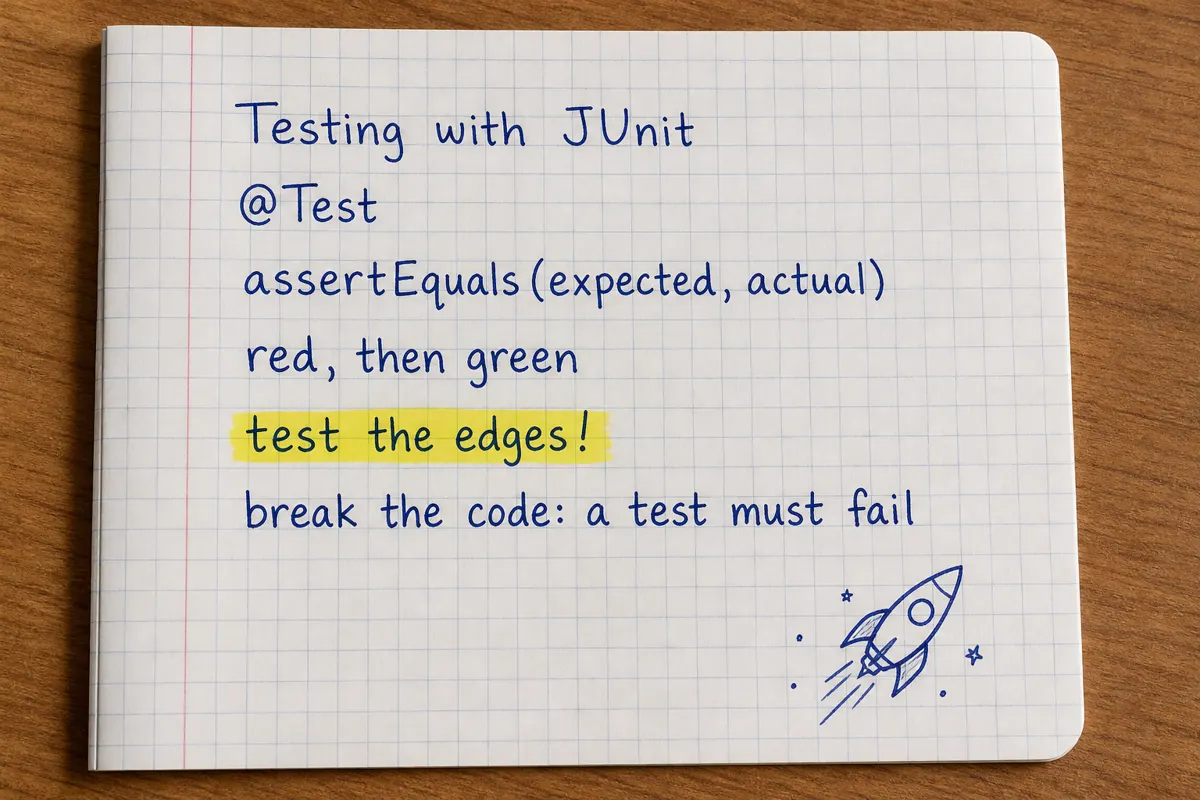 Testing with JUnit
@Test
assertEquals(expected, actual)
red, then green
test the edges!
break the code: a test must fail